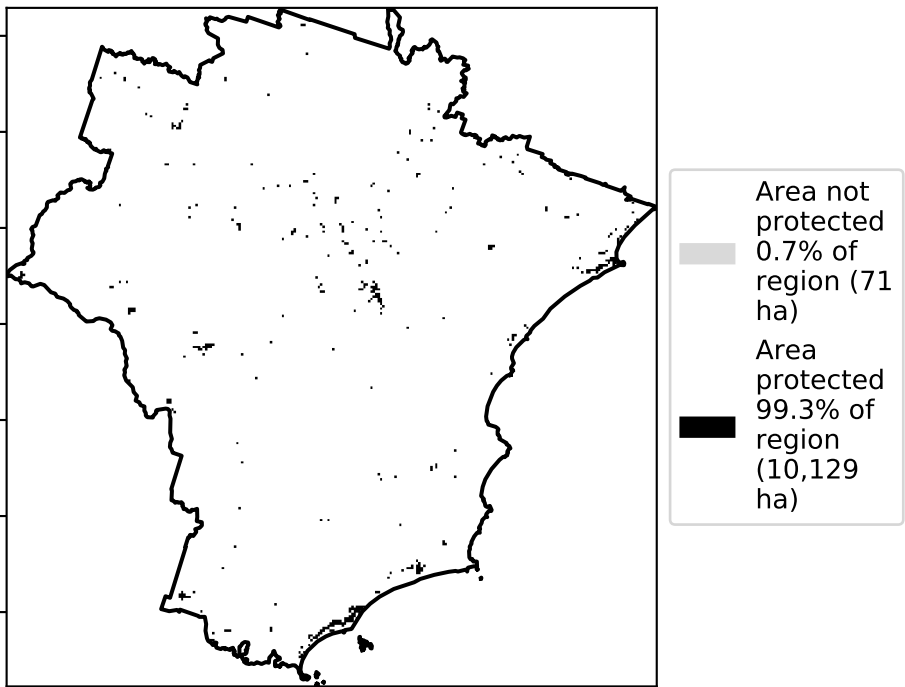 Area not
protected
0.7% of
region (71
ha)
Area
protected
99.3% of
region
(10,129
ha)